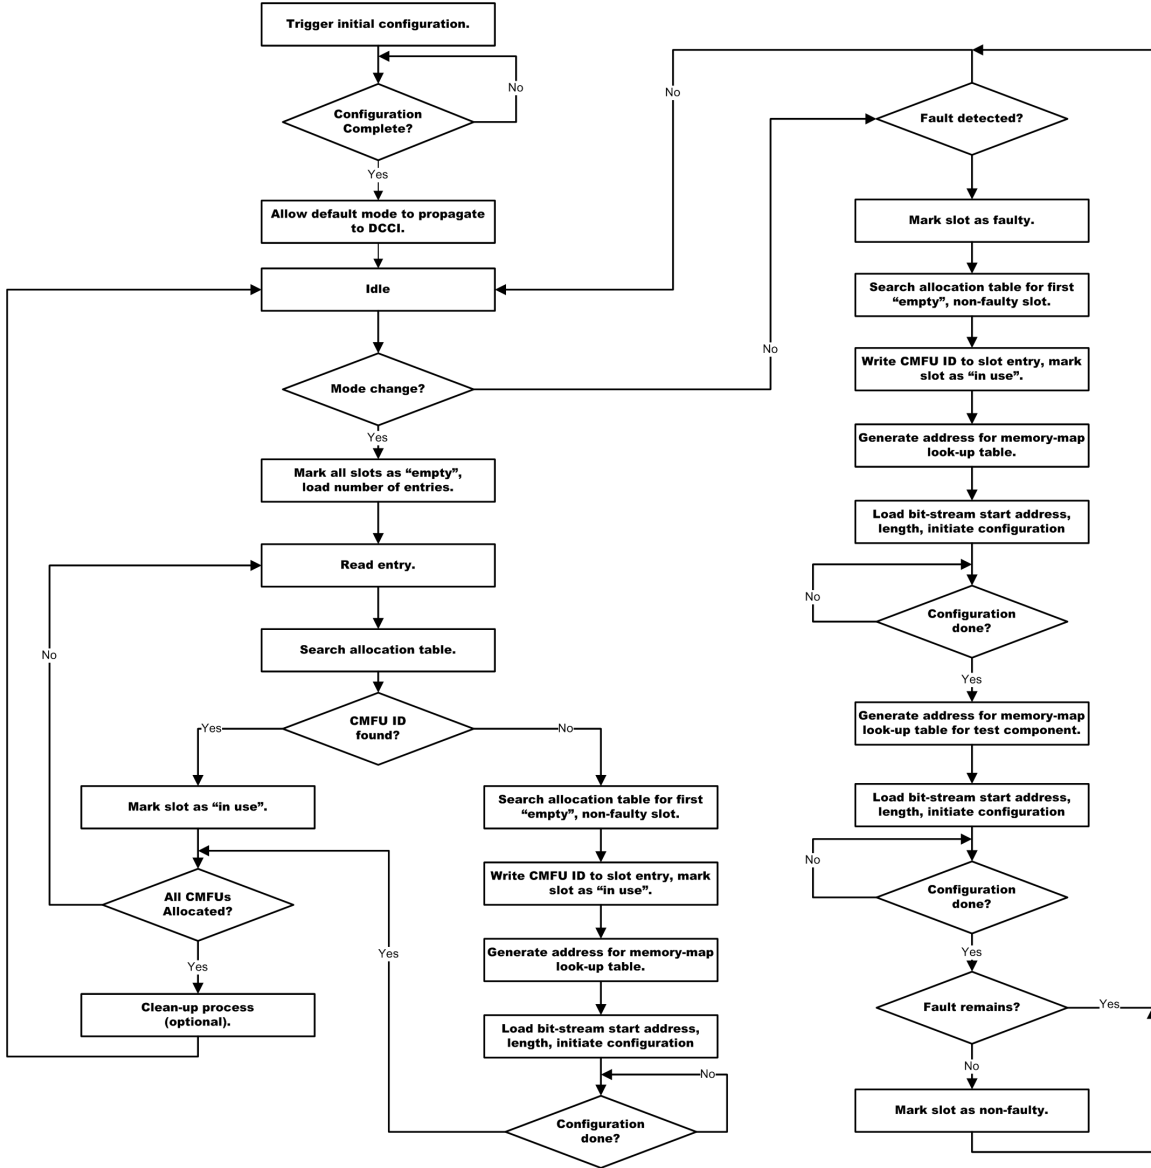 Trigger initial configuration.
No
Configuration
Complete?
Yes
Allow default mode to propagate
to DCCI.
Idle
Mode change?
No
Yes
Mark all slots as “empty”,
load number of entries.
Read entry.
Search allocation table.
CMFU ID
found?
Yes
No
Mark slot as “in use”.
All CMFUs
Allocated?
No
Yes
Clean-up process
(optional).
Search allocation table for first
“empty”, non-faulty slot.
Write CMFU ID to slot entry, mark
slot as “in use”.
Generate address for memory-map
look-up table.
Load bit-stream start address,
length, initiate configuration
No
Configuration
done?
Yes
No
Fault detected?
Mark slot as faulty.
Search allocation table for first
“empty”, non-faulty slot.
Write CMFU ID to slot entry, mark
slot as “in use”.
Generate address for memory-map
look-up table.
Load bit-stream start address,
length, initiate configuration
No
Configuration
done?
Yes
Generate address for memory-map
look-up table for test component.
Load bit-stream start address,
length, initiate configuration
No
Configuration
done?
Yes
Fault remains?
Yes
No
Mark slot as non-faulty.